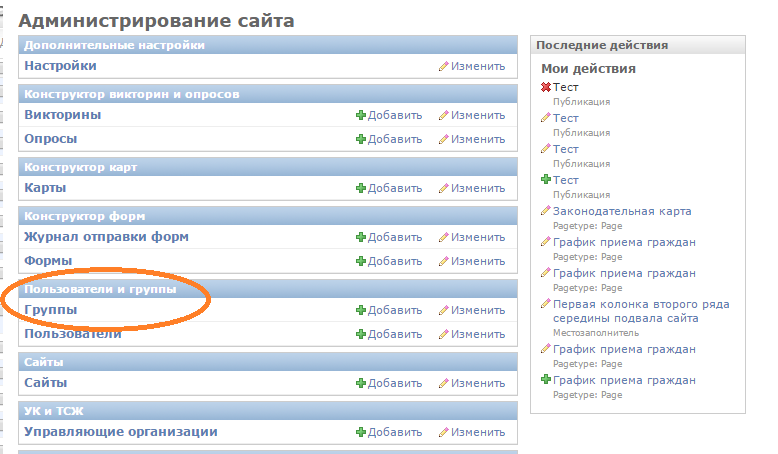 Администрирование сайта
Дополнительные настройки
Настройки Изменить
Конструктор викторин и опросов
Викторины Добавить Изменить
Опросы Добавить Изменить
Конструктор карт
Карты Добавить Изменить
Конструктор форм
Журнал отправки форм Добавить Изменить
Формы Добавить Изменить
Пользователи и группы
Группы Добавить Изменить
Пользователи Добавить Изменить
Сайты
Сайты Добавить Изменить
УК и ТСЖ
Управляющие организации Добавить Изменить
Последние действия
Мои действия
Тест
Публикация
Тест
Публикация
Тест
Публикация
Тест
Публикация
Законодательная карта
Pagetype: Page
График приема граждан
Pagetype: Page
График приема граждан
Pagetype: Page
Первая колонка второго ряда
середины подвала сайта
Местозаполнитель
График приема граждан
Pagetype: Page
График приема граждан
Pagetype: Page